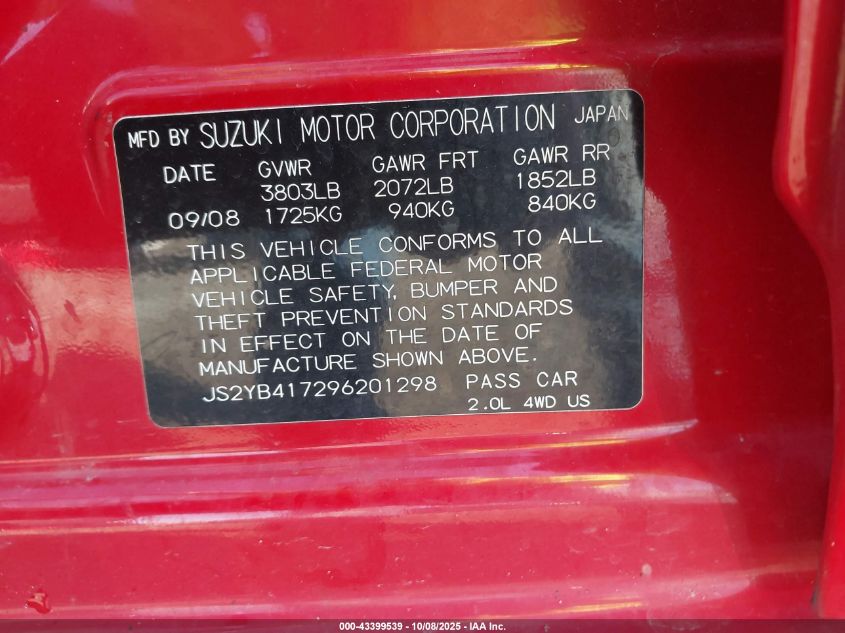 MFD BY SUZUKI MOTOR CORPORATION JAPAN
DATE GVWR GAWR FRT GAWR RR
3803LB 2072LB 1852LB
09/08 1725KG 940KG 840KG
THIS VEHICLE CONFORMS TO ALL
APPLICABLE FEDERAL MOTOR
VEHICLE SAFETY, BUMPER AND
THEFT PREVENTION STANDARDS
IN EFFECT ON THE DATE OF
MANUFACTURE SHOWN ABOVE.
JS2YB417296201298 PASS CAR
2.0L 4WD US
000-43399539 - 10/08/2025 - IAA Inc.